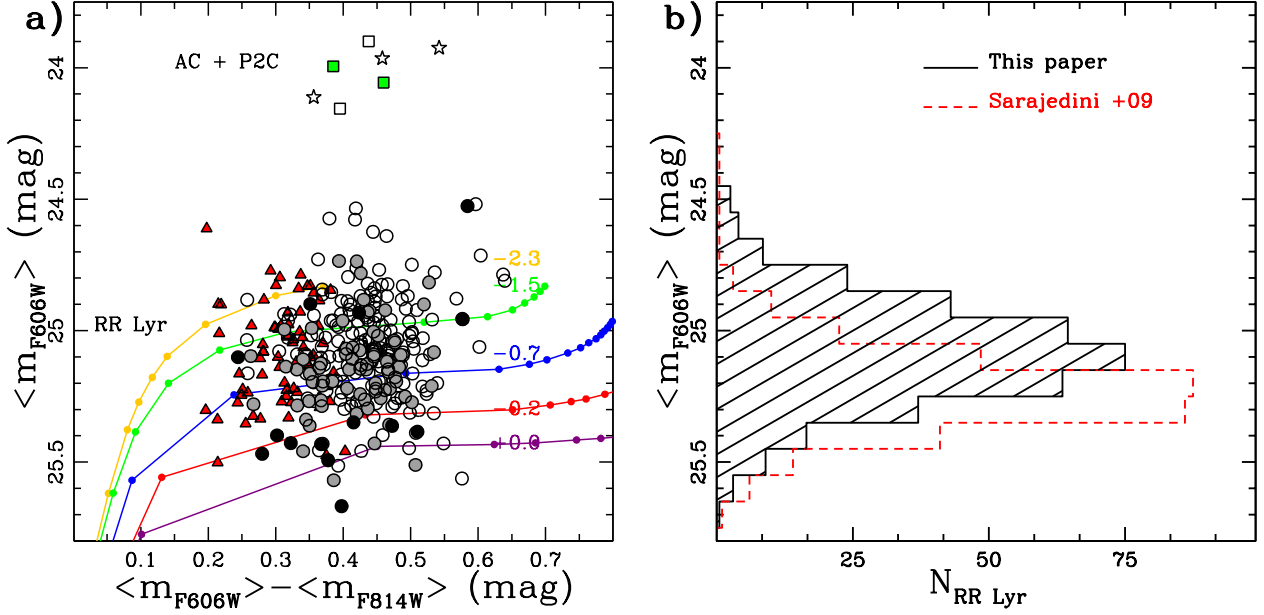 a)
AC + P2C
RR Lyr
-2.3
-1.5
-0.7
-0.2
+0.0
24
24.5
25
25.5
<m_F606W> (mag)
0.1 0.2 0.3 0.4 0.5 0.6 0.7
<m_F606W>-<m_F814W> (mag)
b)
This paper
Sarajedini +09
24
24.5
25
25.5
<m_F606W> (mag)
25 50 75
N_RR Lyr